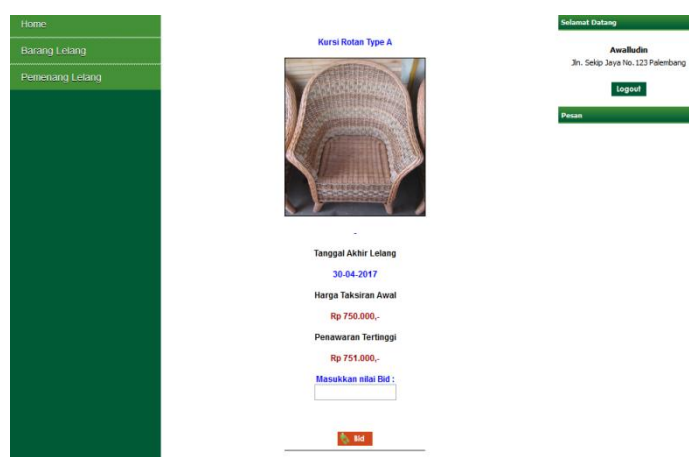 Home
Barang Lelang
Pemenang Lelang
Kursi Rotan Type A
-
Tanggal Akhir Lelang
30-04-2017
Harga Taksiran Awal
Rp 750.000,-
Penawaran Tertinggi
Rp 751.000,-
Masukkan nilai Bid :
Bid
Selamat Datang
Awalludin
Jln. Sekip Jaya No. 123 Palembang
Logout
Pesan